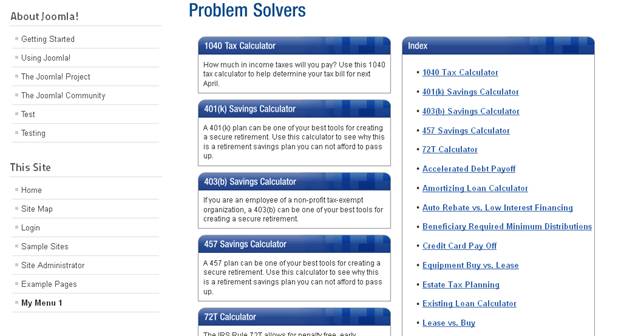 About Joomla!
Getting Started
Using Joomla!
The Joomla Project
The Joomla Community
Test
Testing
This Site
Home
Site Map
Login
Sample Sites
Site Administrator
Example Pages
My Menu 1
Problem Solvers
1040 Tax Calculator
How much in income taxes will you pay? Use this 1040
tax calculator to help determine your tax bill for next
April.
401(k) Savings Calculator
A 401(k) plan can be one of your best tools for creating
a secure retirement. Use this calculator to see why this
is a retirement savings plan you can not afford to pass
up.
403(b) Savings Calculator
If you are an employee of a non-profit tax-exempt
organization, a 403(b) can be one of your best tools for
creating a secure retirement.
457 Savings Calculator
A 457 plan can be one of your best tools for creating a
secure retirement. Use this calculator to see why this
is a retirement savings plan you can not afford to pass
up.
72T Calculator
The IRS Rule 72T allows for penalty free, early
Index
1040 Tax Calculator
401(k) Savings Calculator
403(b) Savings Calculator
457 Savings Calculator
72T Calculator
Accelerated Debt Payoff
Amortizing Loan Calculator
Auto Rebate vs. Low Interest Financing
Beneficiary Required Minimum Distributions
Credit Card Pay Off
Equipment Buy vs. Lease
Estate Tax Planning
Existing Loan Calculator
Lease vs. Buy